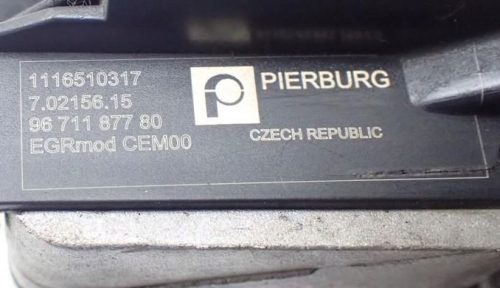 1116510317
7.02156.15
96 711 877 80
EGRmod CEM00
PIERBURG
CZECH REPUBLIC